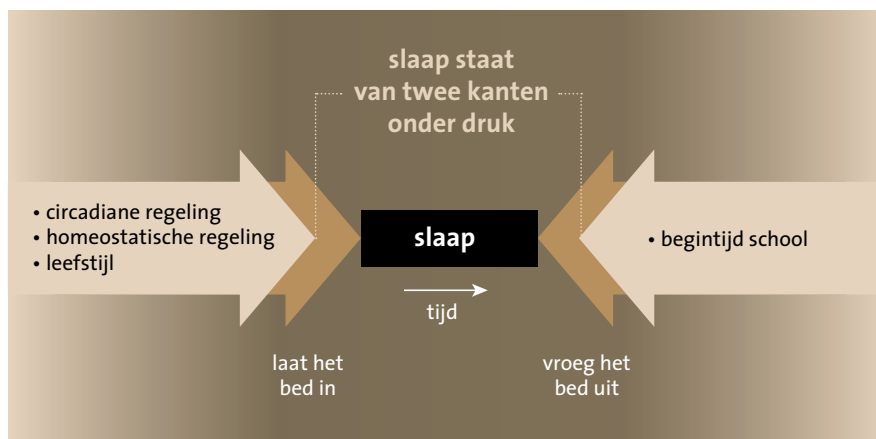 slaap staat
van twee kanten
onder druk
• circadiane regeling
• homeostatische regeling
• leefstijl
slaap
• begintijd school
tijd
laat het
bed in
vroeg het
bed uit